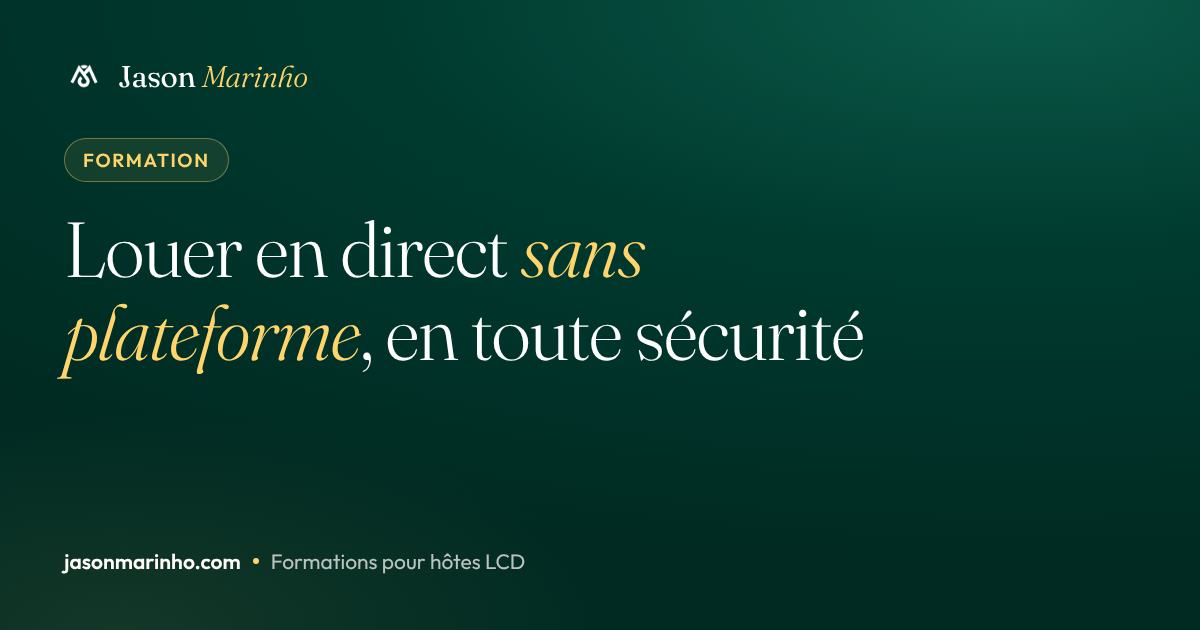 Jason Marinho
FORMATION
Louer en direct sans
plateforme, en toute sécurité
jasonmarinho.com • Formations pour hôtes LCD